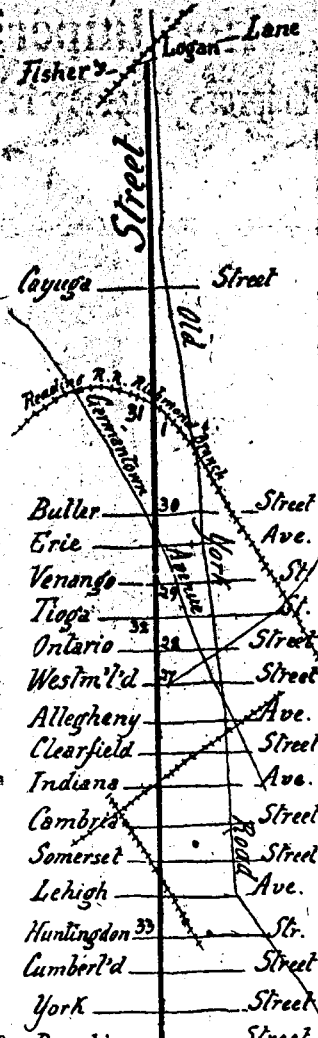 Logan Lane
Fisher's
Street
Cayuga Street
Old
Reading R.R. Richmond Branch
31
1
Germantown Avenue
York Road
Butler 30 Street
Erie Ave.
Venango 29 St.
Tioga St.
32
Ontario 28 Street
Westm'l'd 27 Street
Allegheny Ave.
Clearfield Street
Indiana Ave.
Cambria Street
Somerset Street
Lehigh Ave.
Huntingdon 33 Str.
Cumberl'd Street
York Street
Street